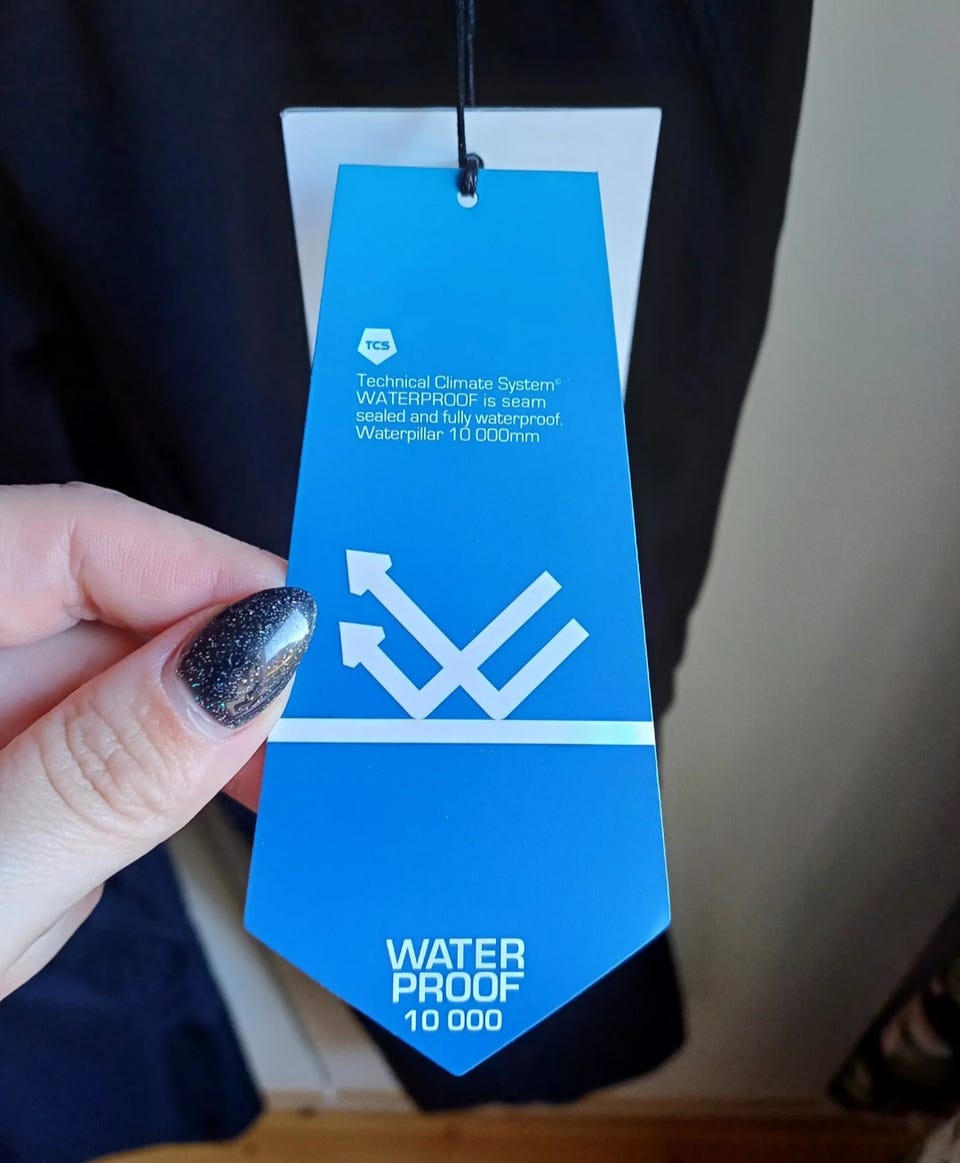 TCS
Technical Climate System©
WATERPROOF is seam
sealed and fully waterproof.
Waterpillar 10 000mm
WATER
PROOF
10 000